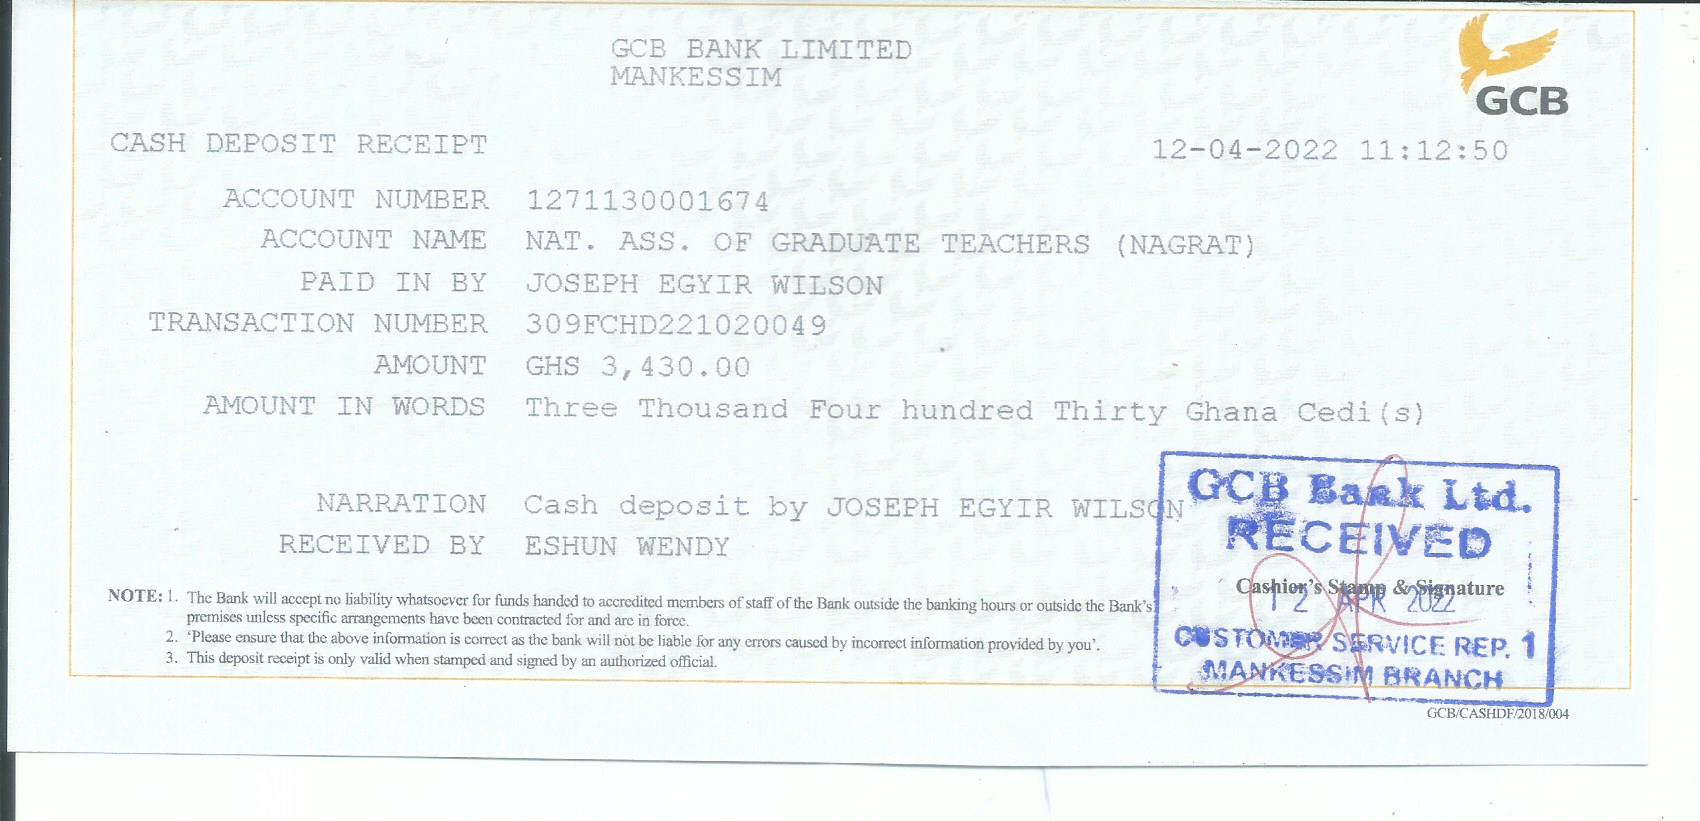 GCB BANK LIMITED
MANKESSIM
GCB
CASH DEPOSIT RECEIPT
12-04-2022 11:12:50
ACCOUNT NUMBER 1271130001674
ACCOUNT NAME NAT. ASS. OF GRADUATE TEACHERS (NAGRAT)
PAID IN BY JOSEPH EGYIR WILSON
TRANSACTION NUMBER 309FCHD221020049
AMOUNT GHS 3,430.00
AMOUNT IN WORDS Three Thousand Four hundred Thirty Ghana Cedi(s)
NARRATION Cash deposit by JOSEPH EGYIR WILSON
RECEIVED BY ESHUN WENDY
NOTE: 1. The Bank will accept no liability whatsoever for funds handed to accredited members of staff of the Bank outside the banking hours or outside the Bank's
premises unless specific arrangements have been contracted for and are in force.
2. 'Please ensure that the above information is correct as the bank will not be liable for any errors caused by incorrect information provided by you'.
3. This deposit receipt is only valid when stamped and signed by an authorized official.
GCB Bank Ltd.
RECEIVED
Cashier's Stamp & Signature
12 APR 2022
CUSTOMER SERVICE REP. 1
MANKESSIM BRANCH
GCB/CASHDF/2018/004